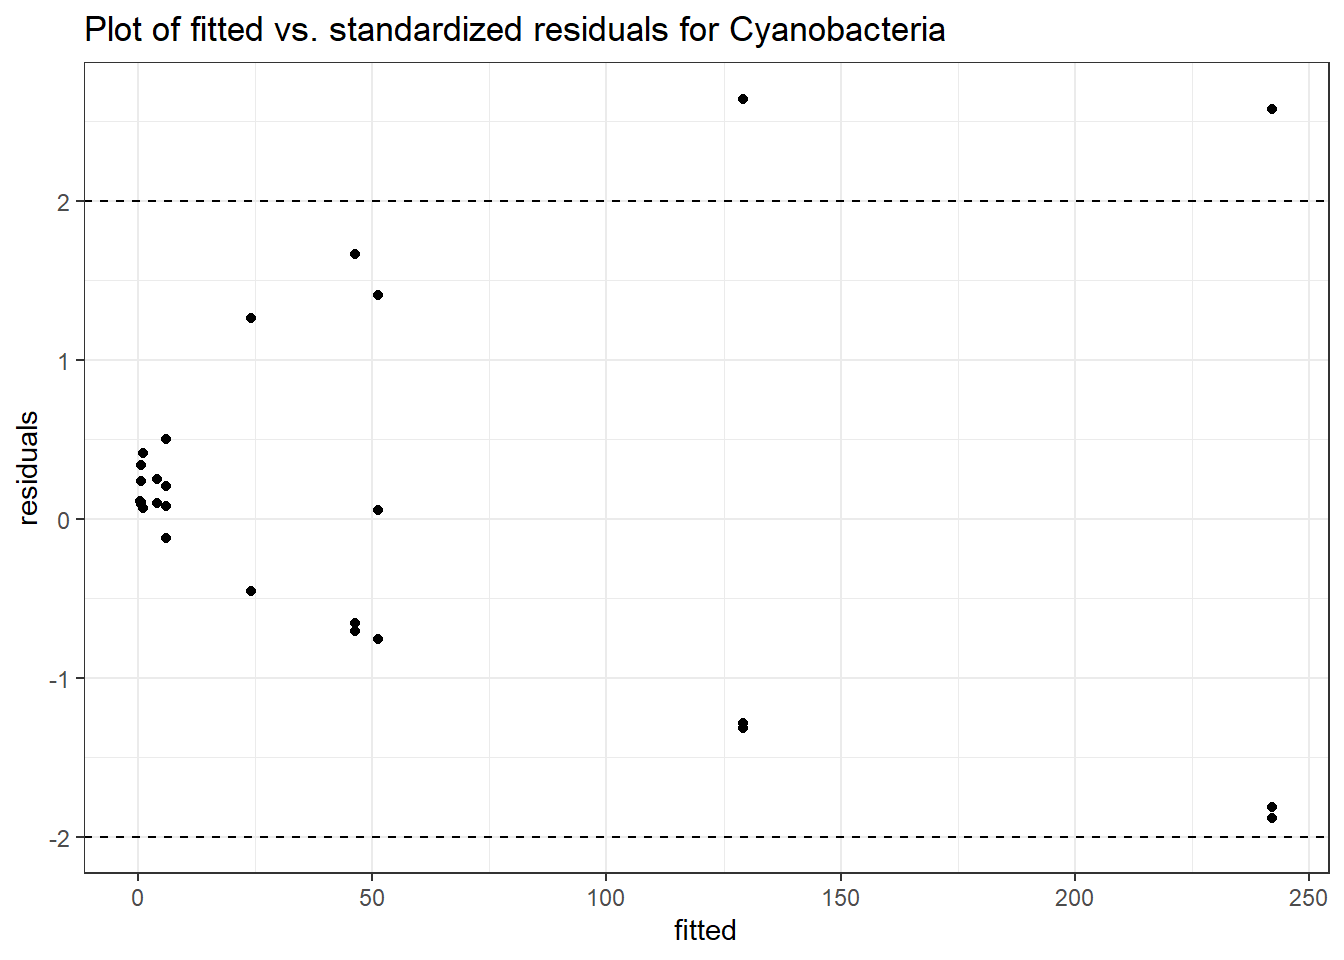 Plot of fitted vs. standardized residuals for Cyanobacteria
residuals
2
1
0
-1
-2
0 50 100 150 200 250
fitted